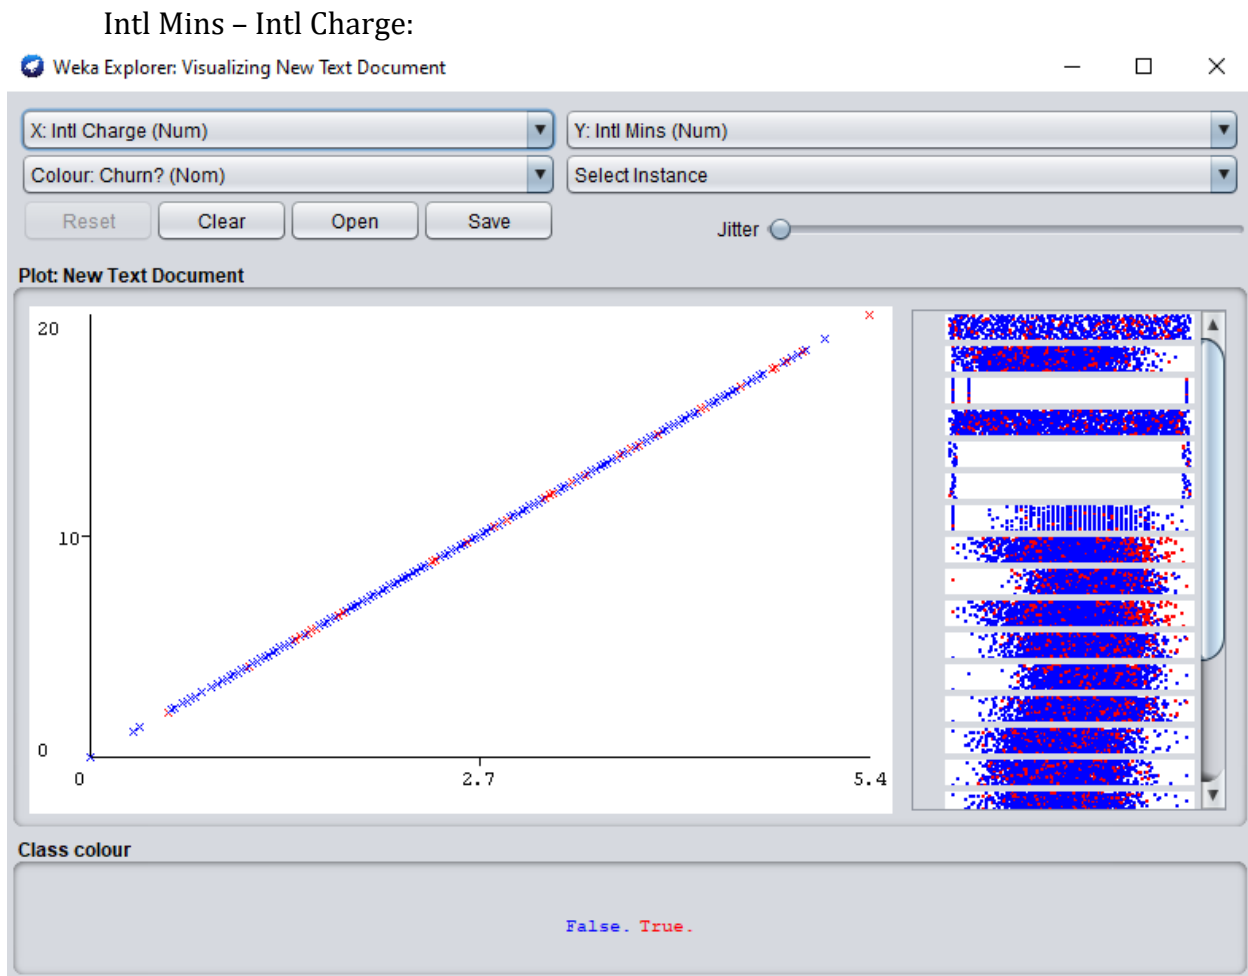 Intl Mins – Intl Charge:
Weka Explorer: Visualizing New Text Document
X: Intl Charge (Num) Y: Intl Mins (Num)
Colour: Churn? (Nom) Select Instance
Reset Clear Open Save Jitter
Plot: New Text Document
20
10
0
0 2.7 5.4
Class colour
False. True.